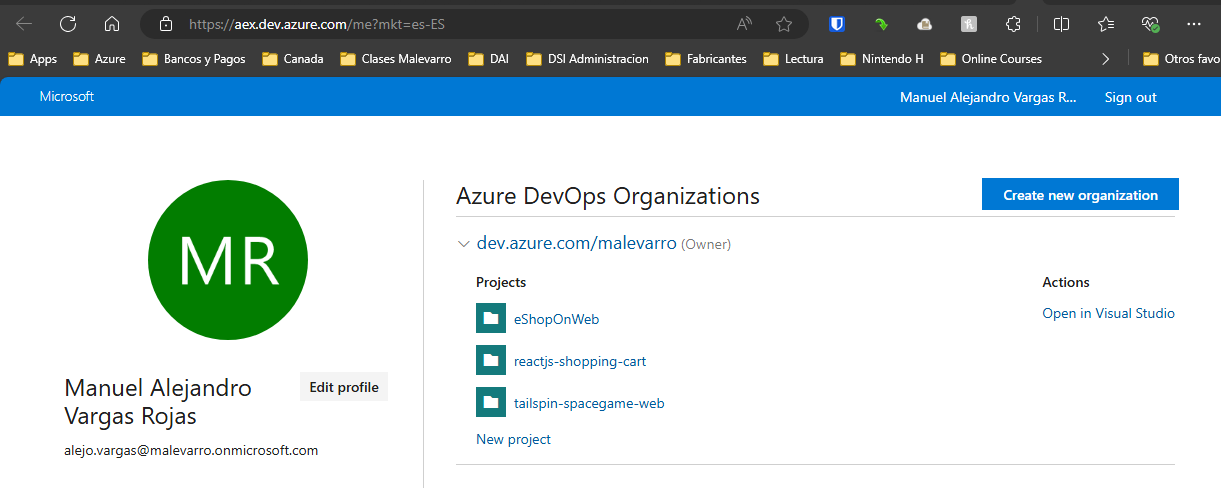 https://aex.dev.azure.com/me?mkt=es-ES
Apps Azure Bancos y Pagos Canada Clases Malevarro DAI DSI Administracion Fabricantes Lectura Nintendo H Online Courses Otros favo
Microsoft Manuel Alejandro Vargas R... Sign out
MR
Manuel Alejandro
Vargas Rojas
Edit profile
alejo.vargas@malevarro.onmicrosoft.com
Azure DevOps Organizations
Create new organization
dev.azure.com/malevarro (Owner)
Projects
eShopOnWeb
reactjs-shopping-cart
tailspin-spacegame-web
New project
Actions
Open in Visual Studio